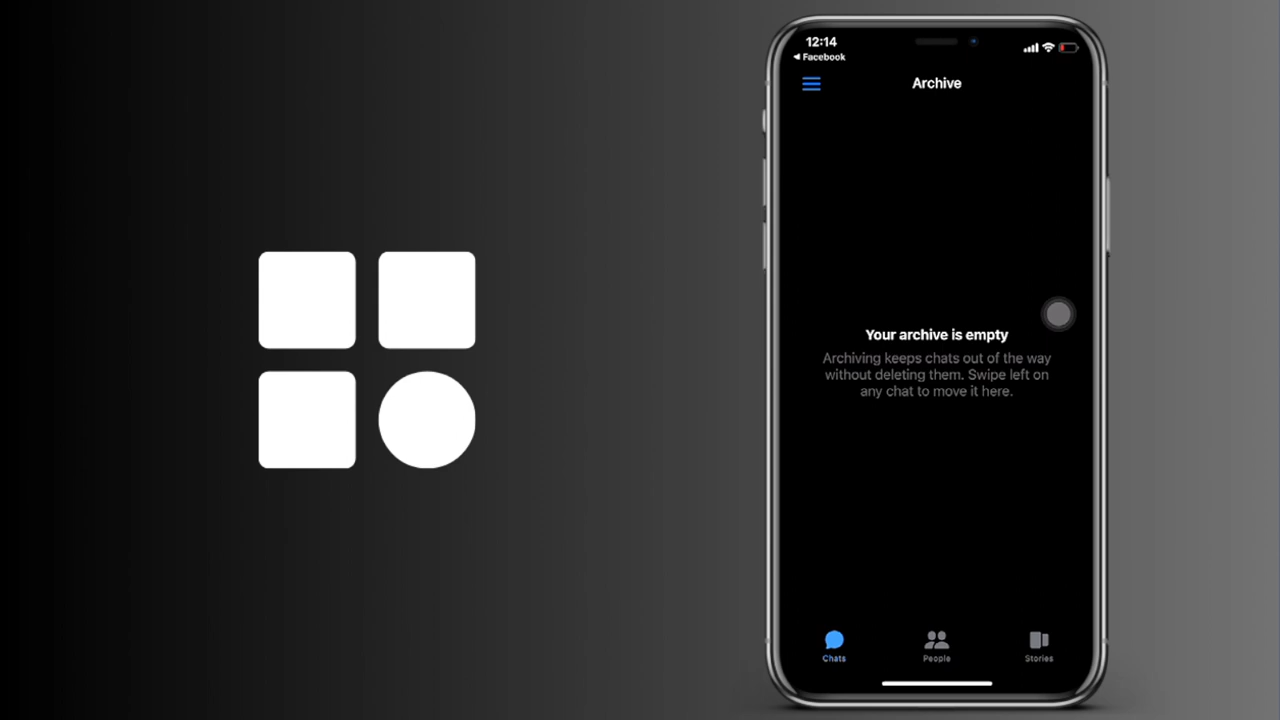 12:14
◀ Facebook
Archive
Your archive is empty
Archiving keeps chats out of the way
without deleting them. Swipe left on
any chat to move it here.
Chats
People
Stories